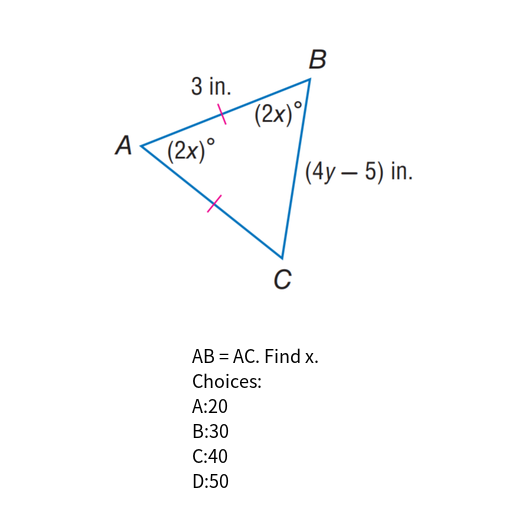 B
3 in.
(2x)°
A
(2x)°
(4y – 5) in.
C
AB = AC. Find x.
Choices:
A:20
B:30
C:40
D:50